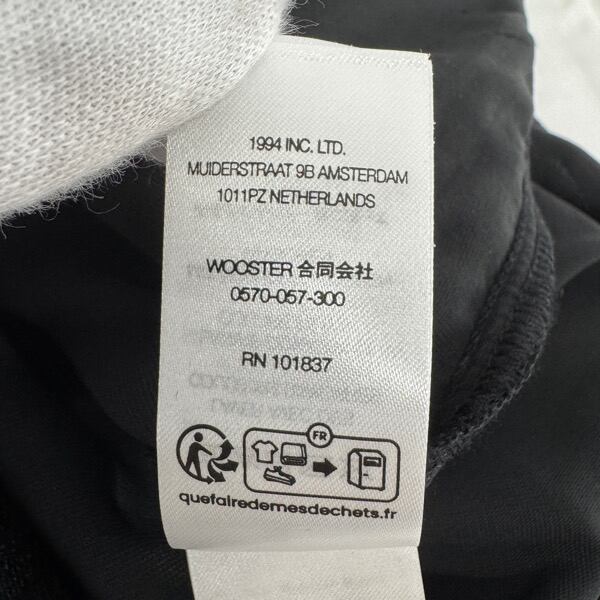 1994 INC. LTD.
MUIDERSTRAAT 9B AMSTERDAM
1011PZ NETHERLANDS
WOOSTER 合同会社
0570-057-300
RN 101837
FR
quefairedemesdechets.fr